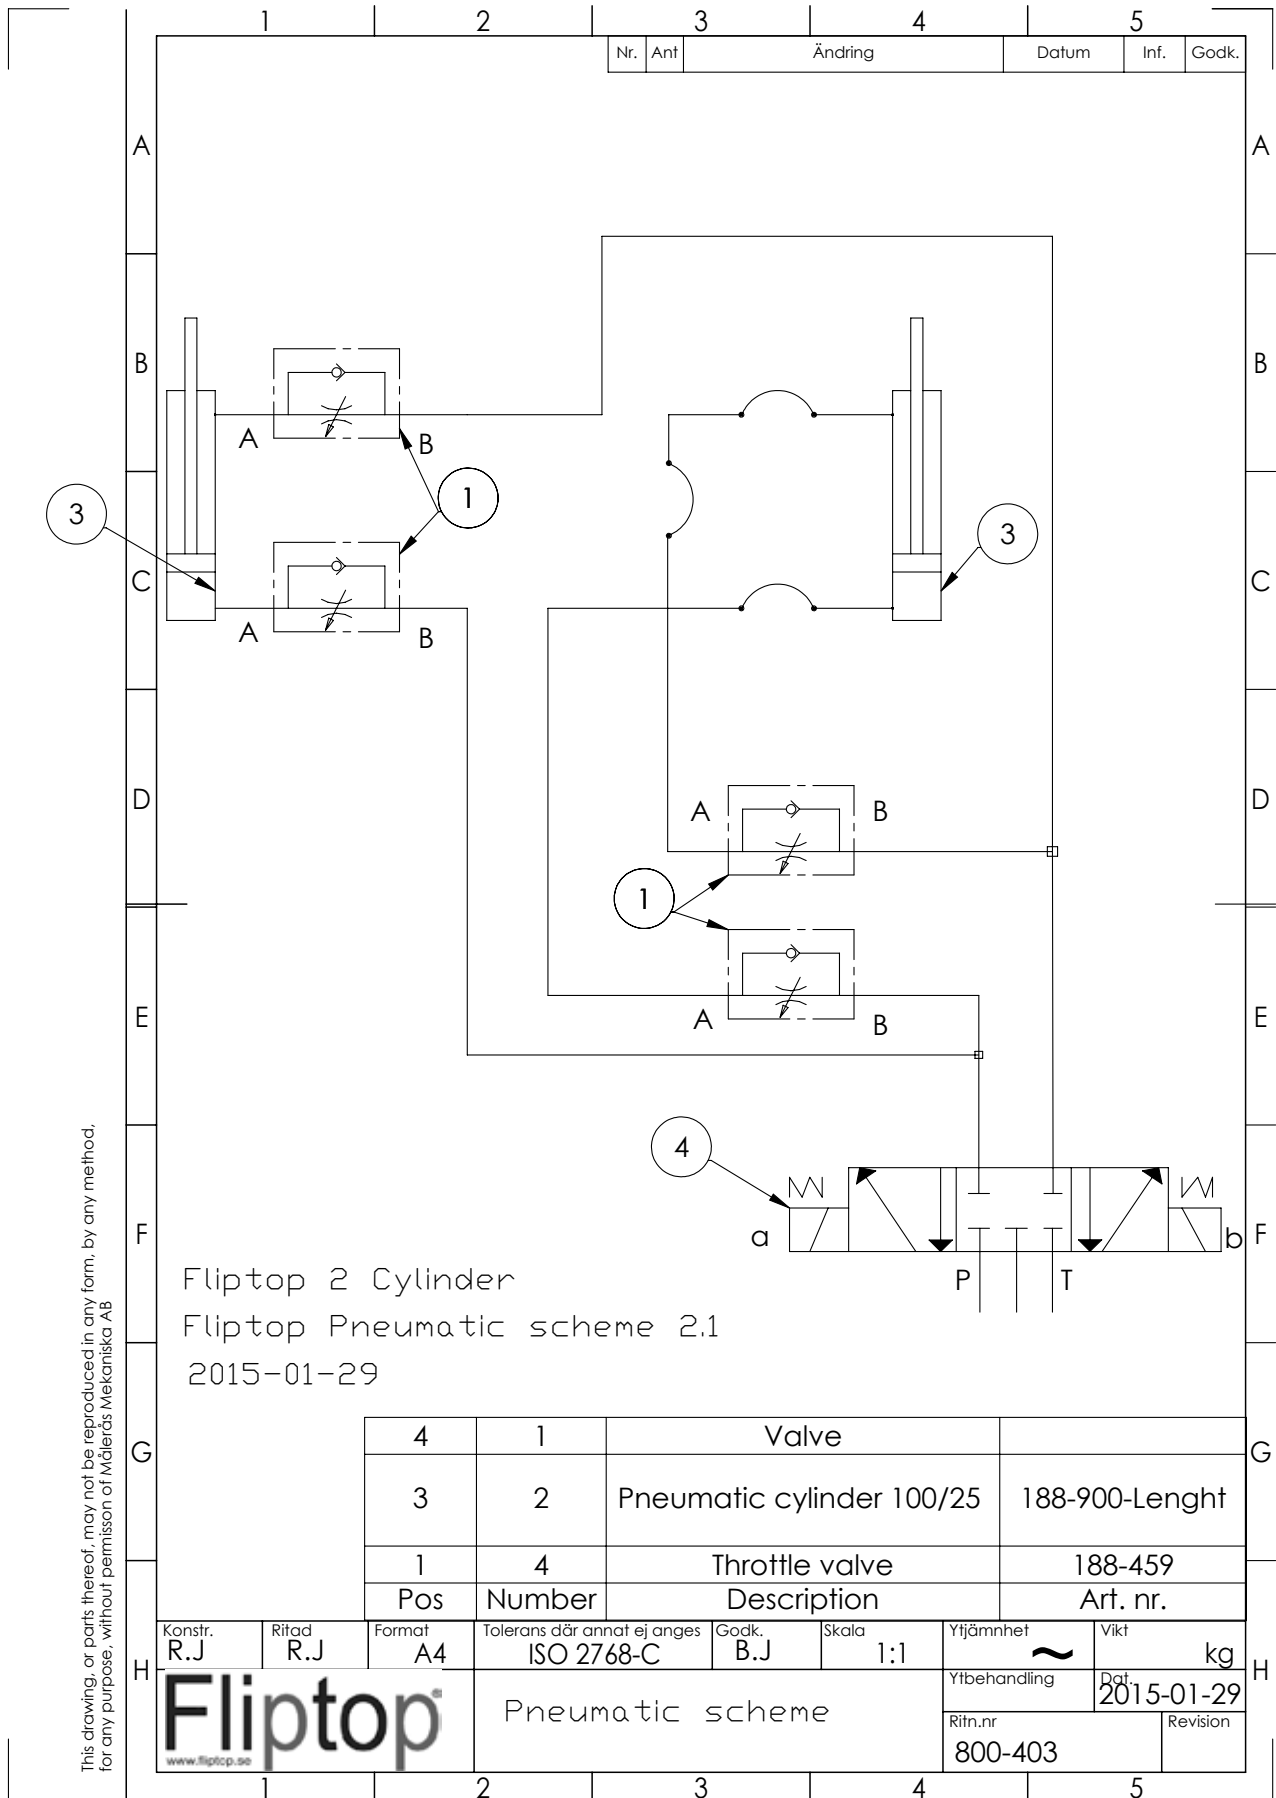 1 2 3 4 5
Nr. Ant Ändring Datum Inf. Godk.
A A
B B
A B
1
3
3
C C
A B
D D
A B
1
E E
A B
4
a b
F F
P T
Fliptop 2 Cylinder
Fliptop Pneumatic scheme 2.1
2015-01-29
This drawing, or parts thereof, may not be reproduced in any form, by any method,
for any purpose, without permisson of Målerås Mekaniska AB
G G
4 1 Valve
3 2 Pneumatic cylinder 100/25 188-900-Lenght
1 4 Throttle valve 188-459
Pos Number Description Art. nr.
H H
Konstr. Ritad Format Tolerans där annat ej anges Godk. Skala Ytjämnhet Vikt
R.J R.J A4 ISO 2768-C B.J 1:1 ~ kg
Fliptop®
www.fliptop.se
Pneumatic scheme
Ytbehandling Dat.
2015-01-29
Ritn.nr Revision
800-403
1 2 3 4 5